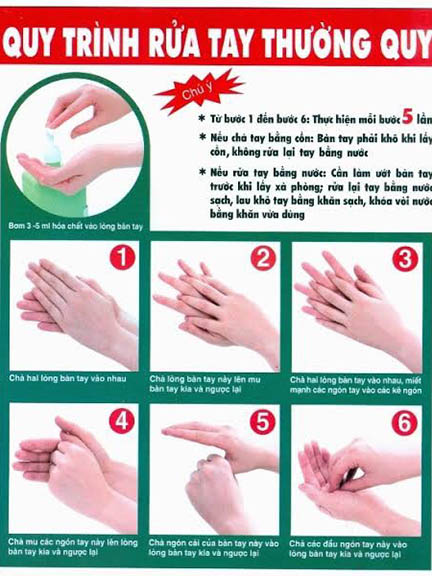 QUY TRÌNH RỬA TAY THƯỜNG QUY
Chú ý
* Từ bước 1 đến bước 6: Thực hiện mỗi bước 5 lần
* Nếu chà tay bằng cồn: Bàn tay phải khô khi lấy
cồn, không rửa lại tay bằng nước
* Nếu rửa tay bằng nước: Cần làm ướt bàn tay
trước khi lấy xà phòng; rửa lại tay bằng nước
sạch, lau khô tay bằng khăn sạch, khóa vòi nước
bằng khăn vừa dùng
Bơm 3 -5 ml hóa chất vào lòng bàn tay
1
Chà hai lòng bàn tay vào nhau
2
Chà lòng bàn tay này lên mu
bàn tay kia và ngược lại
3
Chà hai lòng bàn tay vào nhau, miết
mạnh các ngón tay vào các kẽ ngón
4
Chà mu các ngón tay này lên lòng
bàn tay kia và ngược lại
5
Chà ngón cái của bàn tay này vào
lòng bàn tay kia và ngược lại
6
Chà các đầu ngón tay này vào
lòng bàn tay kia và ngược lại